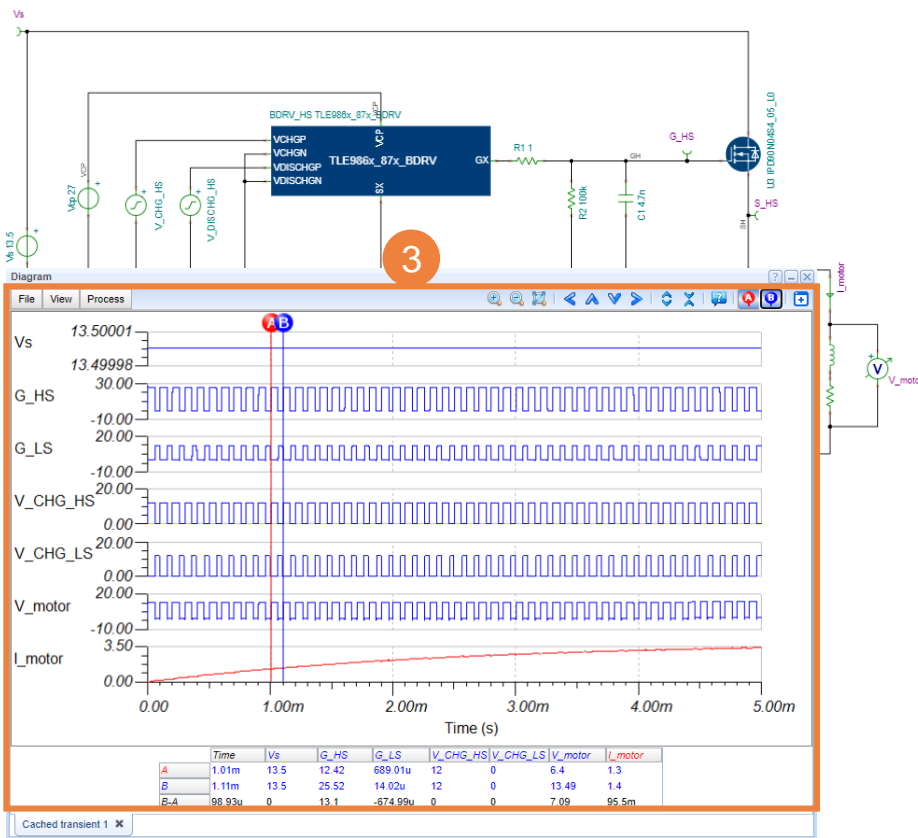 Vs
BDRV_HS TLE986x_87x_BDRV
VCP
VCHGP
VCHGN
VDISCHGP
VDISCHGN
VCP
TLE986x_87x_BDRV
GX
SX
R1 1
GH
G_HS
U3 IPD90N04S4_05_L0
S_HS
SH
R2 100k
C1 4.7n
VCP
Vcp 27
V_CHG_HS
V_DISCHG_HS
Vs 13.5
3
I_motor
V
V_moto
Diagram
File View Process
A B
A B
Vs 13.50001
13.49998
G_HS 30.00
-10.00
G_LS 20.00
-10.00
V_CHG_HS 20.00
0.00
V_CHG_LS 20.00
0.00
V_motor 20.00
-10.00
I_motor 3.50
0.00
0.00 1.00m 2.00m 3.00m 4.00m 5.00m
Time (s)
Time Vs G_HS G_LS V_CHG_HS V_CHG_LS V_motor I_motor
A 1.01m 13.5 12.42 689.01u 12 0 6.4 1.3
B 1.11m 13.5 25.52 14.02u 12 0 13.49 1.4
B-A 98.93u 0 13.1 -674.99u 0 0 7.09 95.5m
Cached transient 1